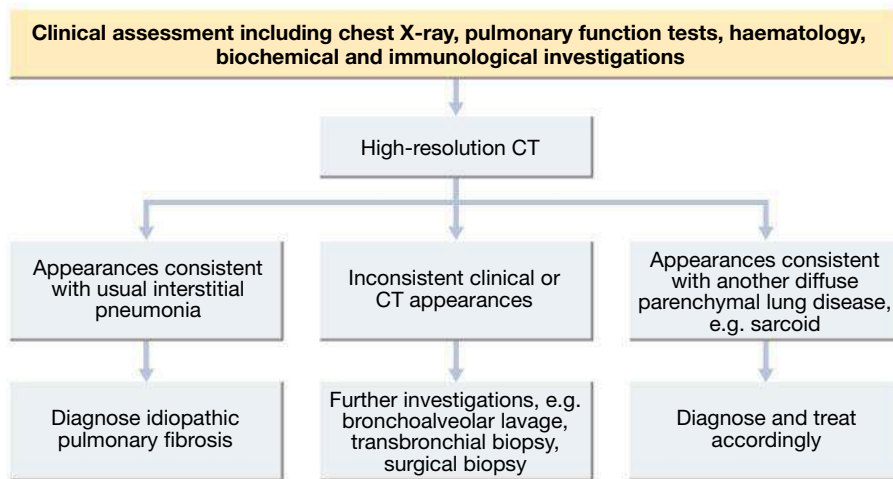 Clinical assessment including chest X-ray, pulmonary function tests, haematology,
biochemical and immunological investigations
High-resolution CT
Appearances consistent
with usual interstitial
pneumonia
Inconsistent clinical or
CT appearances
Appearances consistent
with another diffuse
parenchymal lung disease,
e.g. sarcoid
Diagnose idiopathic
pulmonary fibrosis
Further investigations, e.g.
bronchoalveolar lavage,
transbronchial biopsy,
surgical biopsy
Diagnose and treat
accordingly